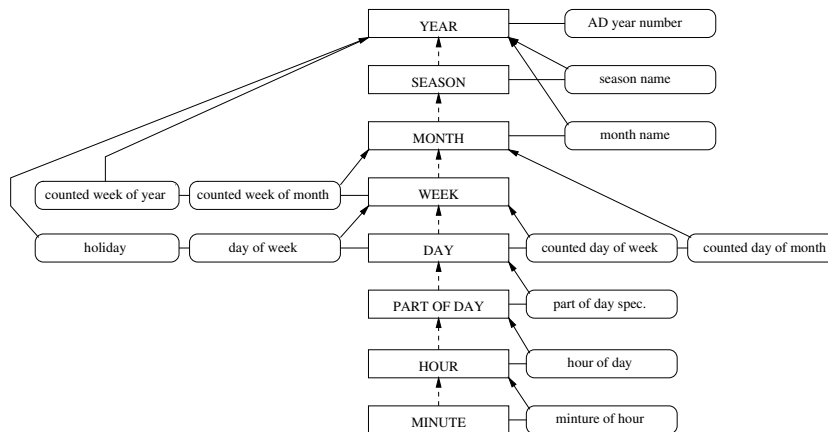 YEAR
AD year number
SEASON
season name
MONTH
month name
counted week of year
counted week of month
WEEK
holiday
day of week
DAY
counted day of week
counted day of month
PART OF DAY
part of day spec.
HOUR
hour of day
MINUTE
minture of hour